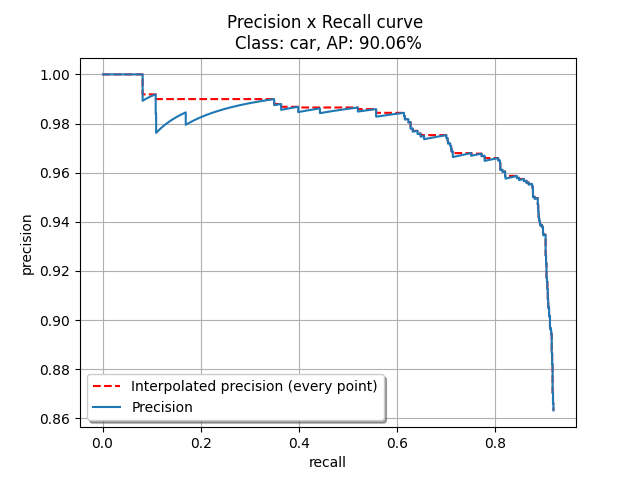 Precision x Recall curve
Class: car, AP: 90.06%
1.00
0.98
0.96
0.94
0.92
0.90
0.88
0.86
precision
Interpolated precision (every point)
Precision
0.0 0.2 0.4 0.6 0.8
recall